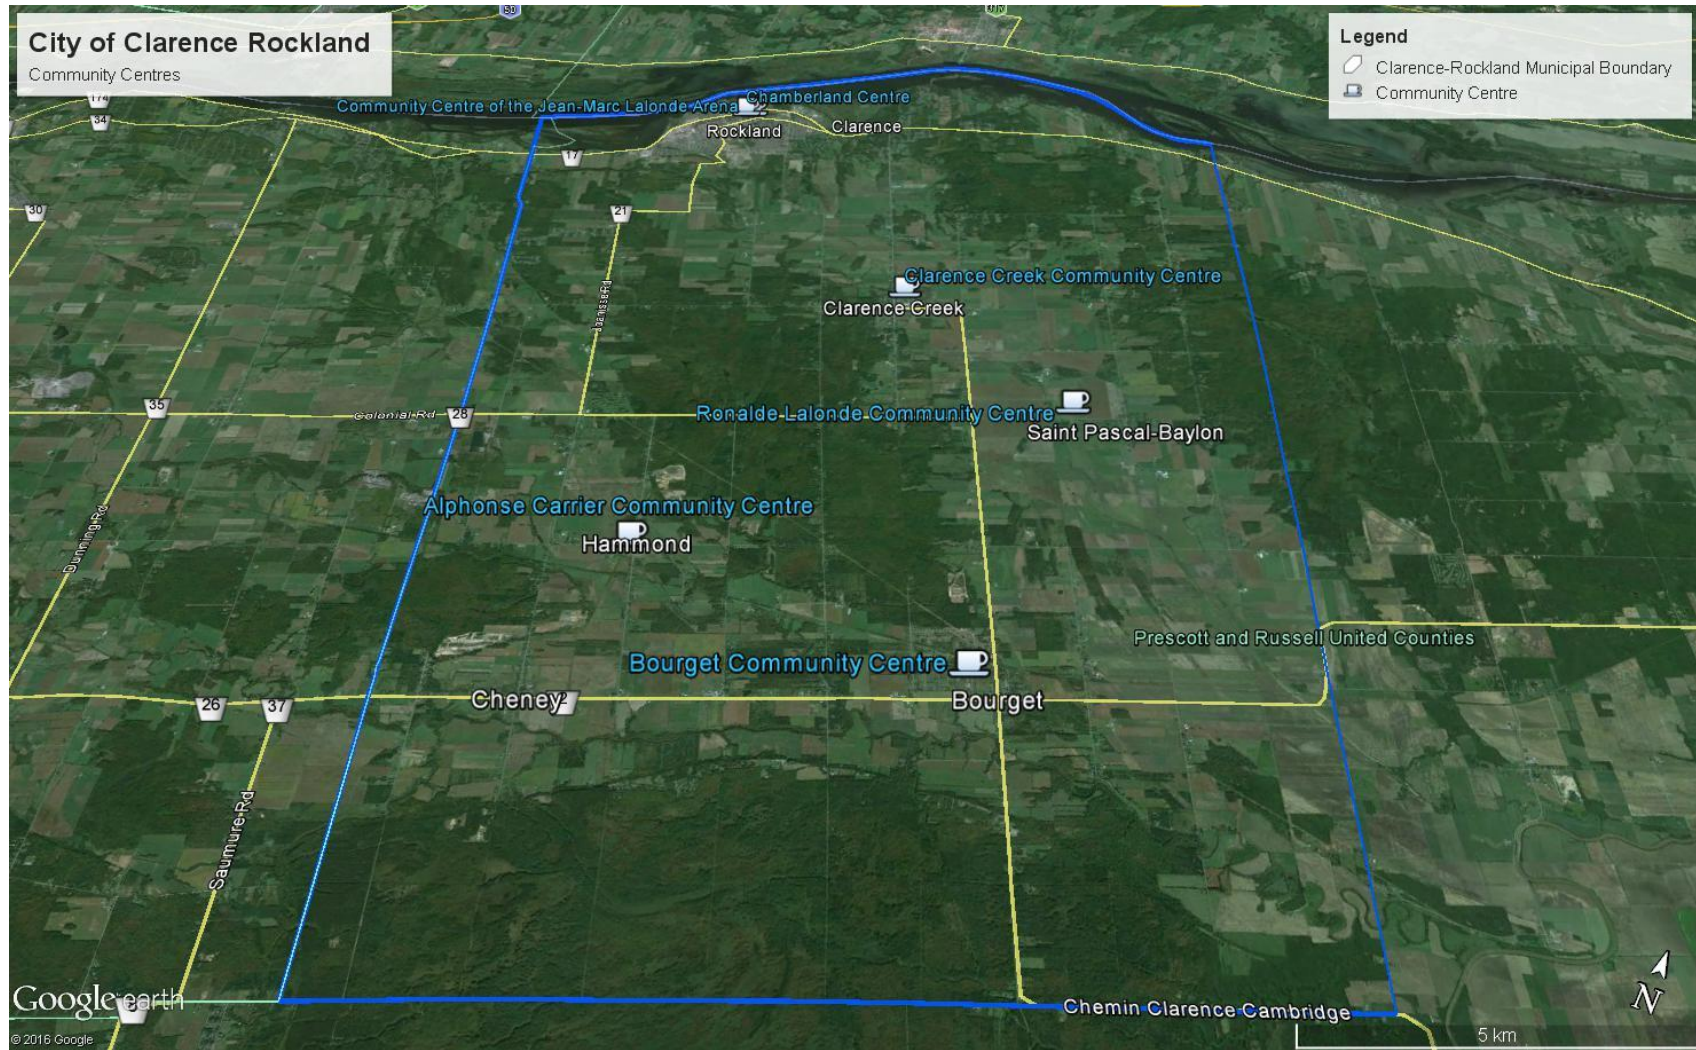 City of Clarence Rockland
Community Centres
Legend
Clarence-Rockland Municipal Boundary
Community Centre
50
174
34
Community Centre of the Jean-Marc Lalonde Arena
Chamberland Centre
Rockland
Clarence
17
30
21
Clarence Creek Community Centre
Clarence Creek
35
Colonial Rd
28
Ronalde Lalonde Community Centre
Saint Pascal-Baylon
Alphonse Carrier Community Centre
Hammond
Dunning Rd
Prescott and Russell United Counties
Bourget Community Centre
26
37
Cheney
2
Bourget
Saumure Rd
Google earth
Chemin Clarence Cambridge
N
5 km
© 2016 Google